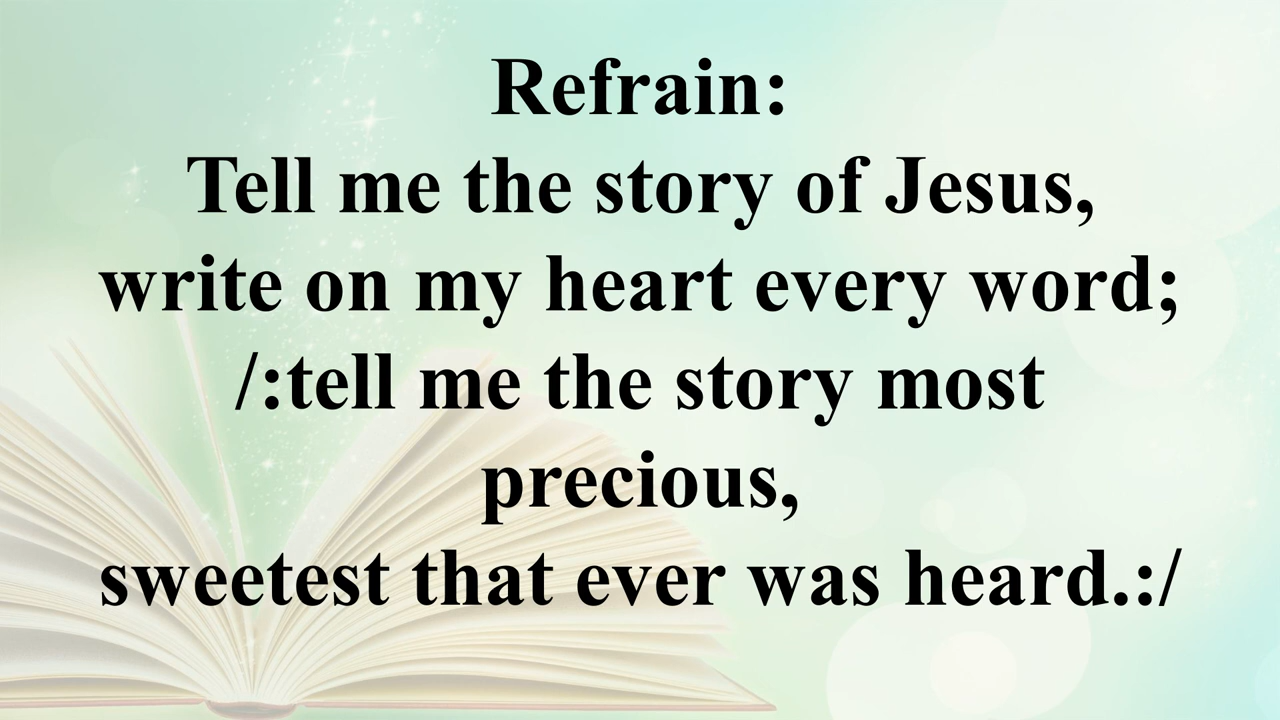 Refrain:
Tell me the story of Jesus,
write on my heart every word;
/:tell me the story most
precious,
sweetest that ever was heard.:/